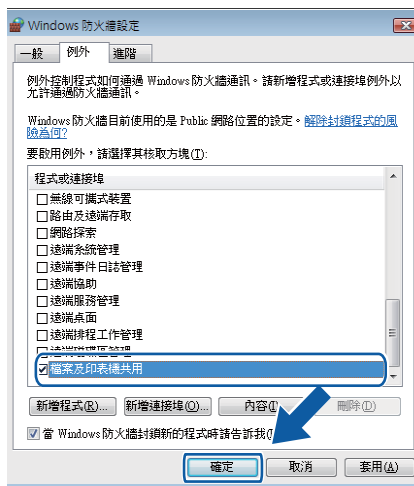 Windows 防火牆設定
一般 例外 進階
例外控制程式如何通過 Windows 防火牆通訊。請新增程式或連接埠例外以
允許通過防火牆通訊。
Windows 防火牆目前使用的是 Public 網路位置的設定。解除封鎖程式的風
險為何?
要啟用例外，請選擇其核取方塊(T):
程式或連接埠
無線可攜式裝置
路由及遠端存取
網路探索
遠端系統管理
遠端事件日誌管理
遠端協助
遠端服務管理
遠端桌面
遠端排程工作管理
檔案及印表機共用
新增程式(R)... 新增連接埠(O)... 內容(I) 刪除(D)
當 Windows 防火牆封鎖新的程式時請告訴我(
確定 取消 套用(A)